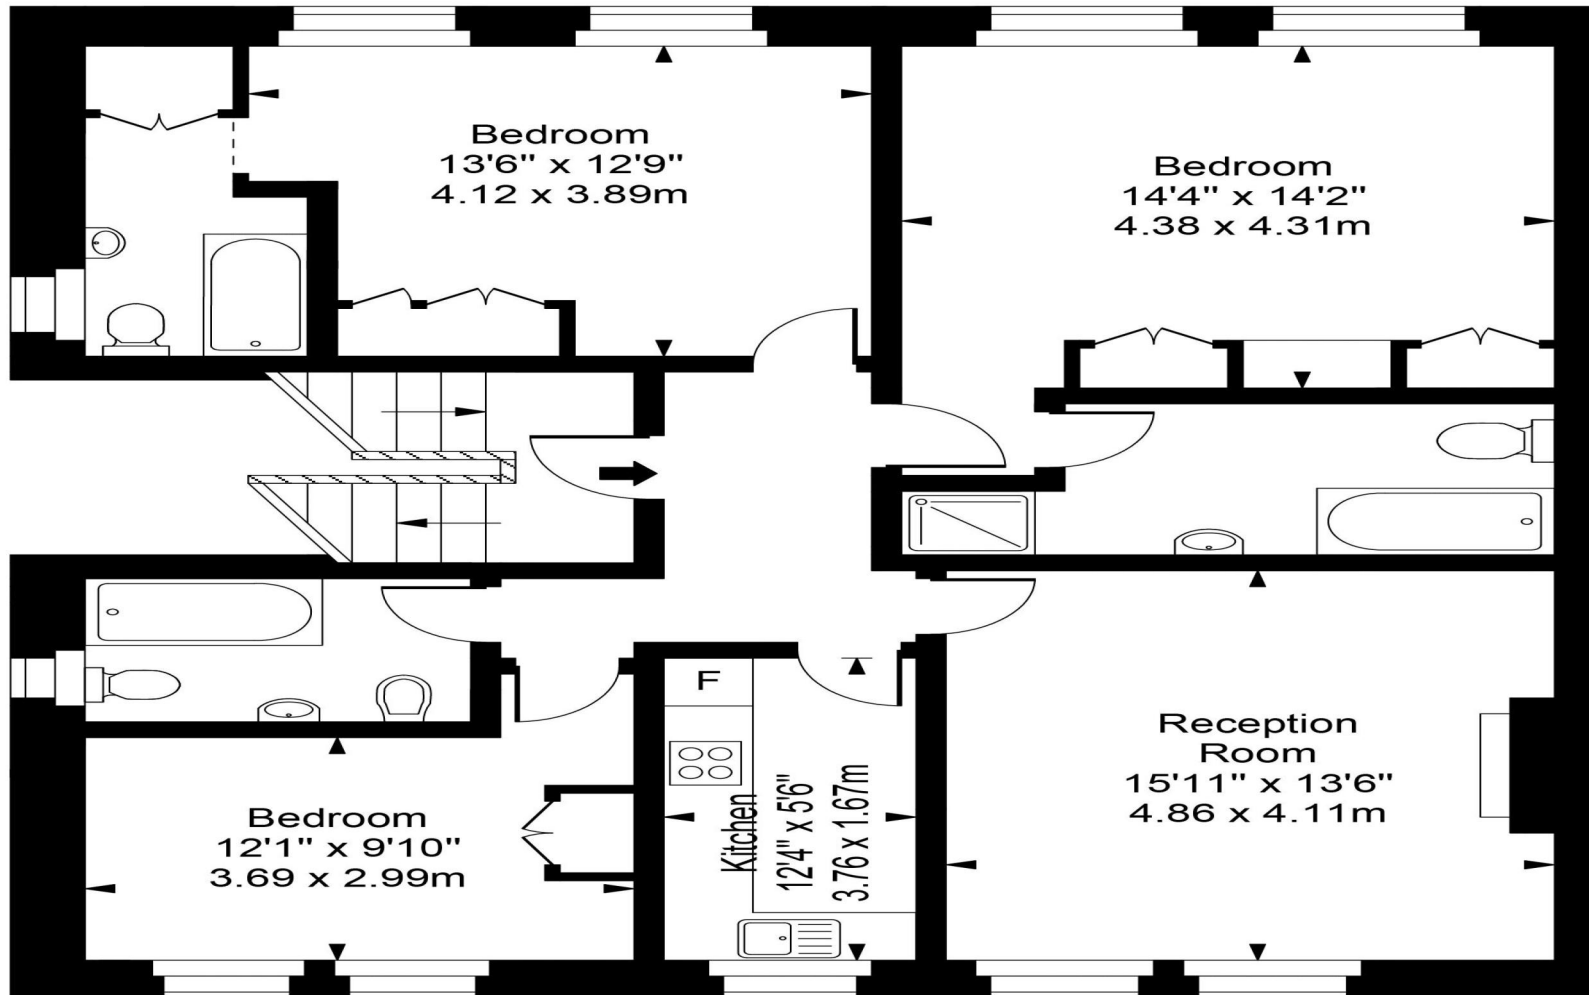 Bedroom
13'6" x 12'9"
4.12 x 3.89m
Bedroom
14'4" x 14'2"
4.38 x 4.31m
F
Bedroom
12'1" x 9'10"
3.69 x 2.99m
Kitchen
12'4" x 5'6"
3.76 x 1.67m
Reception
Room
15'11" x 13'6"
4.86 x 4.11m